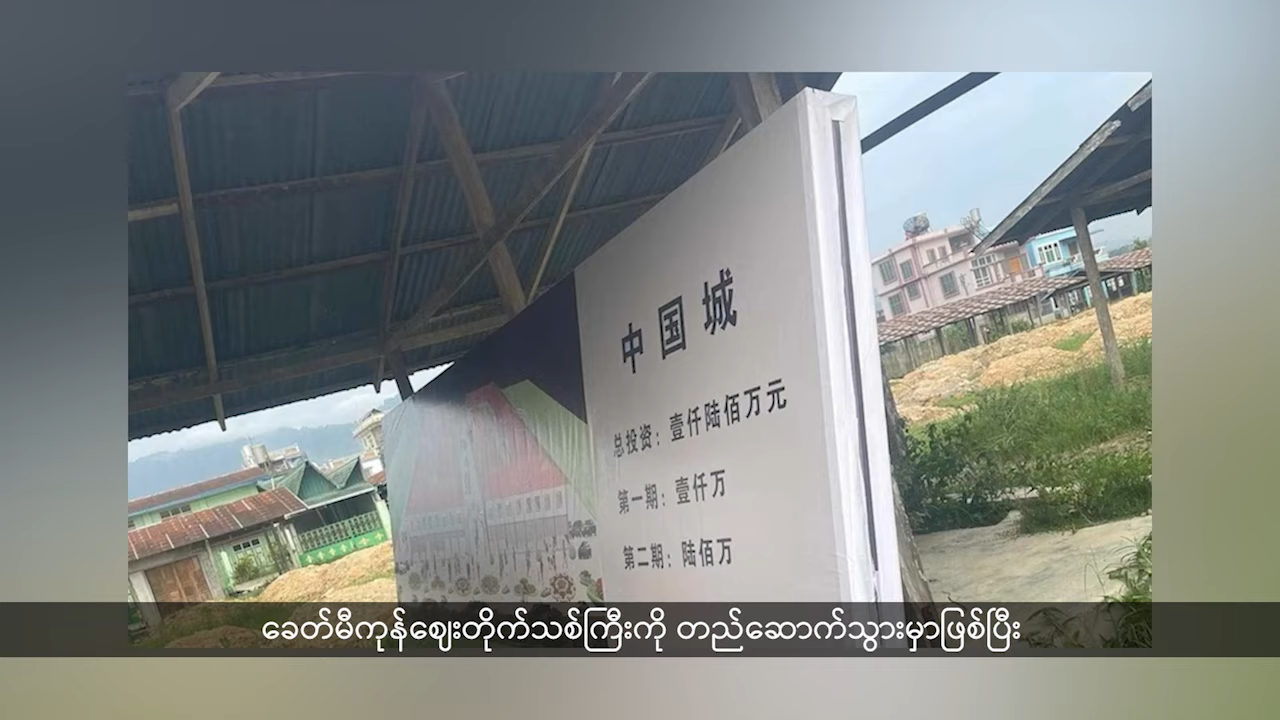 中国城
总投资：壹仟陆佰万元
第一期：壹仟万
第二期：陆佰万
ခေတ်မီကုန်ဈေးတိုက်သစ်ကြီးကို တည်ဆောက်သွားမှာဖြစ်ပြီး